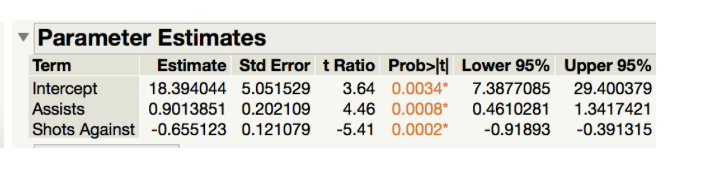 Parameter Estimates
Term Estimate Std Error t Ratio Prob>|t| Lower 95% Upper 95%
Intercept 18.394044 5.051529 3.64 0.0034* 7.3877085 29.400379
Assists 0.9013851 0.202109 4.46 0.0008* 0.4610281 1.3417421
Shots Against -0.655123 0.121079 -5.41 0.0002* -0.91893 -0.391315